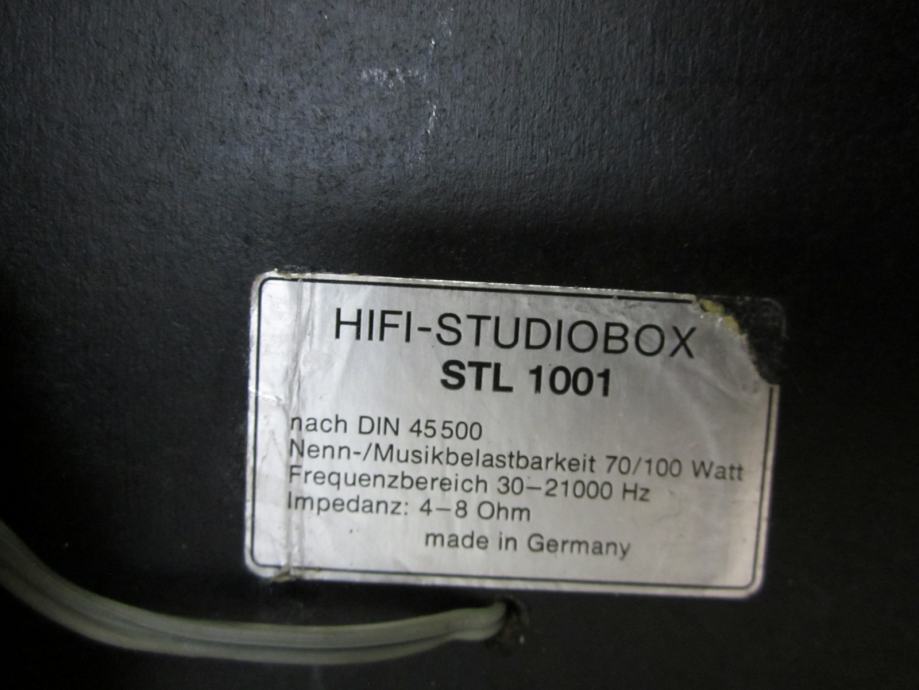 HIFI-STUDIOBOX
STL 1001
nach DIN 45500
Nenn-/Musikbelastbarkeit 70/100 Watt
Frequenzbereich 30–21000 Hz
Impedanz: 4–8 Ohm
made in Germany